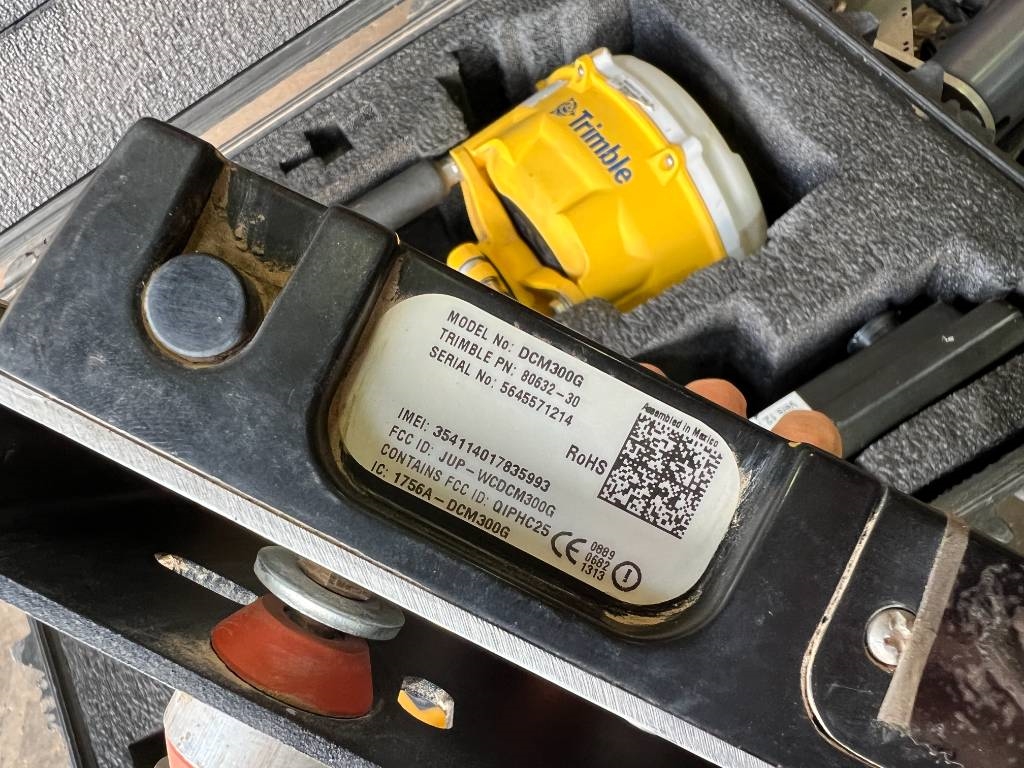 Trimble
MODEL No: DCM300G
TRIMBLE PN: 80632-30
SERIAL No: 5645571214
Assembled in Mexico
RoHS
IMEI: 354114017835993
FCC ID: JUP-WCDCM300G
CONTAINS FCC ID: QIPHC25
IC: 1756A-DCM300G
CE 0889
0682
1313